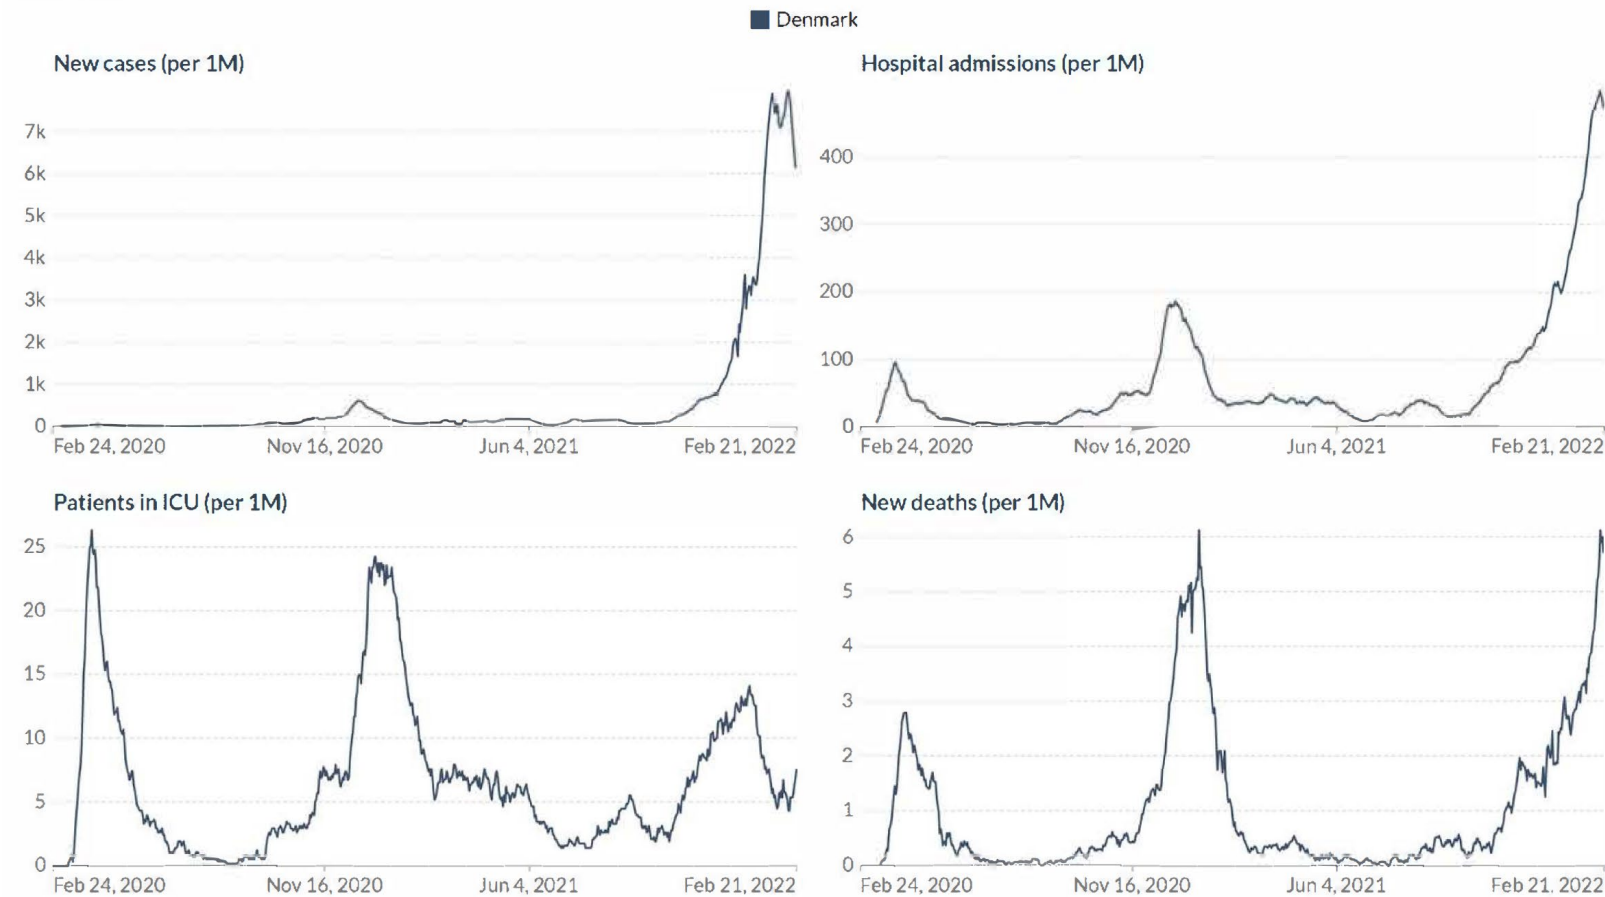 Denmark
New cases (per 1M)
7k
6k
5k
4k
3k
2k
1k
0
Feb 24, 2020 Nov 16, 2020 Jun 4, 2021 Feb 21, 2022
Hospital admissions (per 1M)
400
300
200
100
0
Feb 24, 2020 Nov 16, 2020 Jun 4, 2021 Feb 21, 2022
Patients in ICU (per 1M)
25
20
15
10
5
0
Feb 24, 2020 Nov 16, 2020 Jun 4, 2021 Feb 21, 2022
New deaths (per 1M)
6
5
4
3
2
1
0
Feb 24, 2020 Nov 16, 2020 Jun 4, 2021 Feb 21, 2022